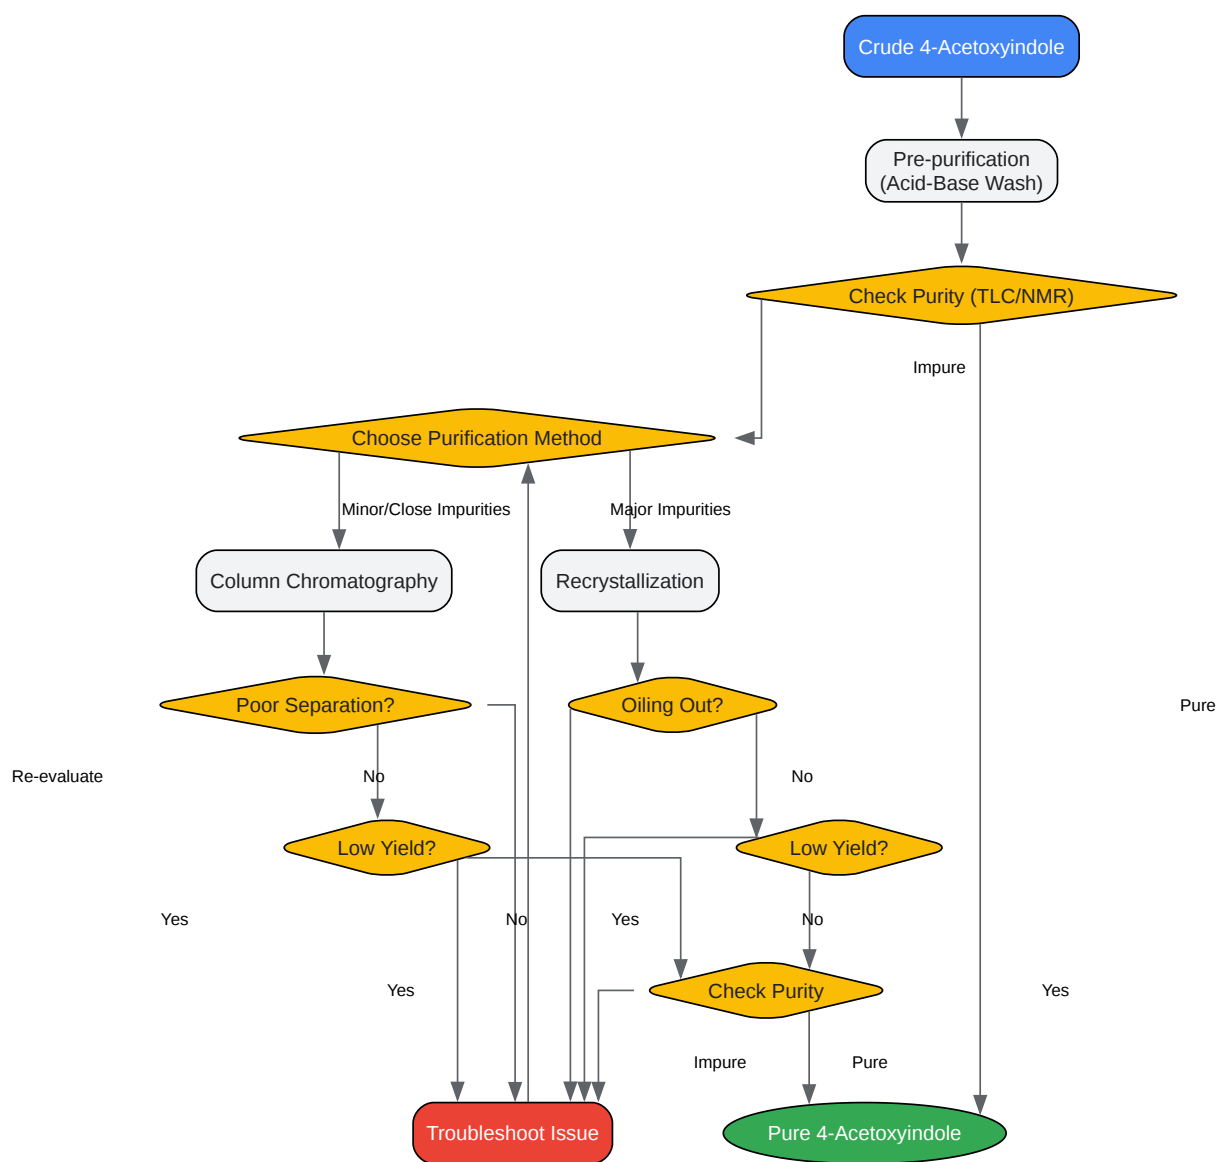 Crude 4-Acetoxyindole
Pre-purification
(Acid-Base Wash)
Check Purity (TLC/NMR)
Impure
Choose Purification Method
Minor/Close Impurities
Major Impurities
Column Chromatography
Recrystallization
Poor Separation?
Oiling Out?
Pure
Re-evaluate
No
No
Low Yield?
Low Yield?
Yes
No
Yes
No
Yes
Check Purity
Yes
Impure
Pure
Troubleshoot Issue
Pure 4-Acetoxyindole